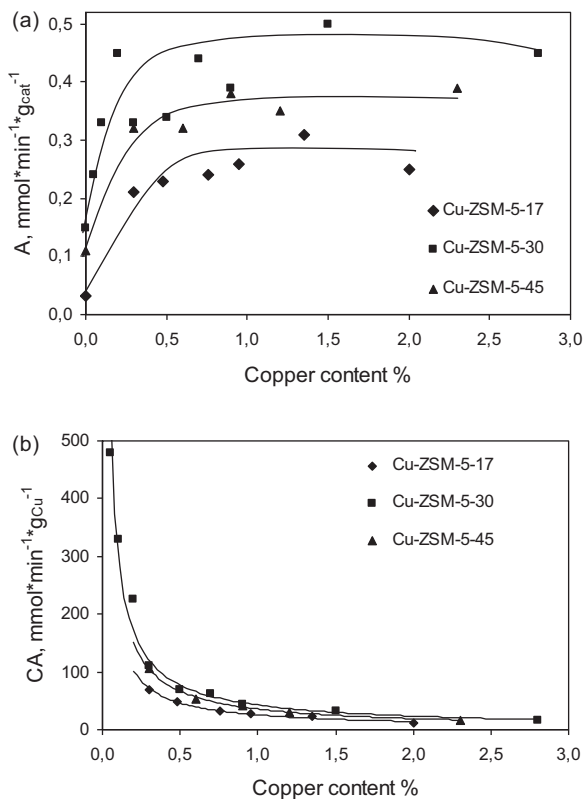 (a)
0,5
0,4
0,3
0,2
0,1
0,0
A, mmol*min-1*gcat-1
Cu-ZSM-5-17
Cu-ZSM-5-30
Cu-ZSM-5-45
0,0 0,5 1,0 1,5 2,0 2,5 3,0
Copper content %
(b)
500
400
300
200
100
0
CA, mmol*min-1*gCu-1
Cu-ZSM-5-17
Cu-ZSM-5-30
Cu-ZSM-5-45
0,0 0,5 1,0 1,5 2,0 2,5 3,0
Copper content %